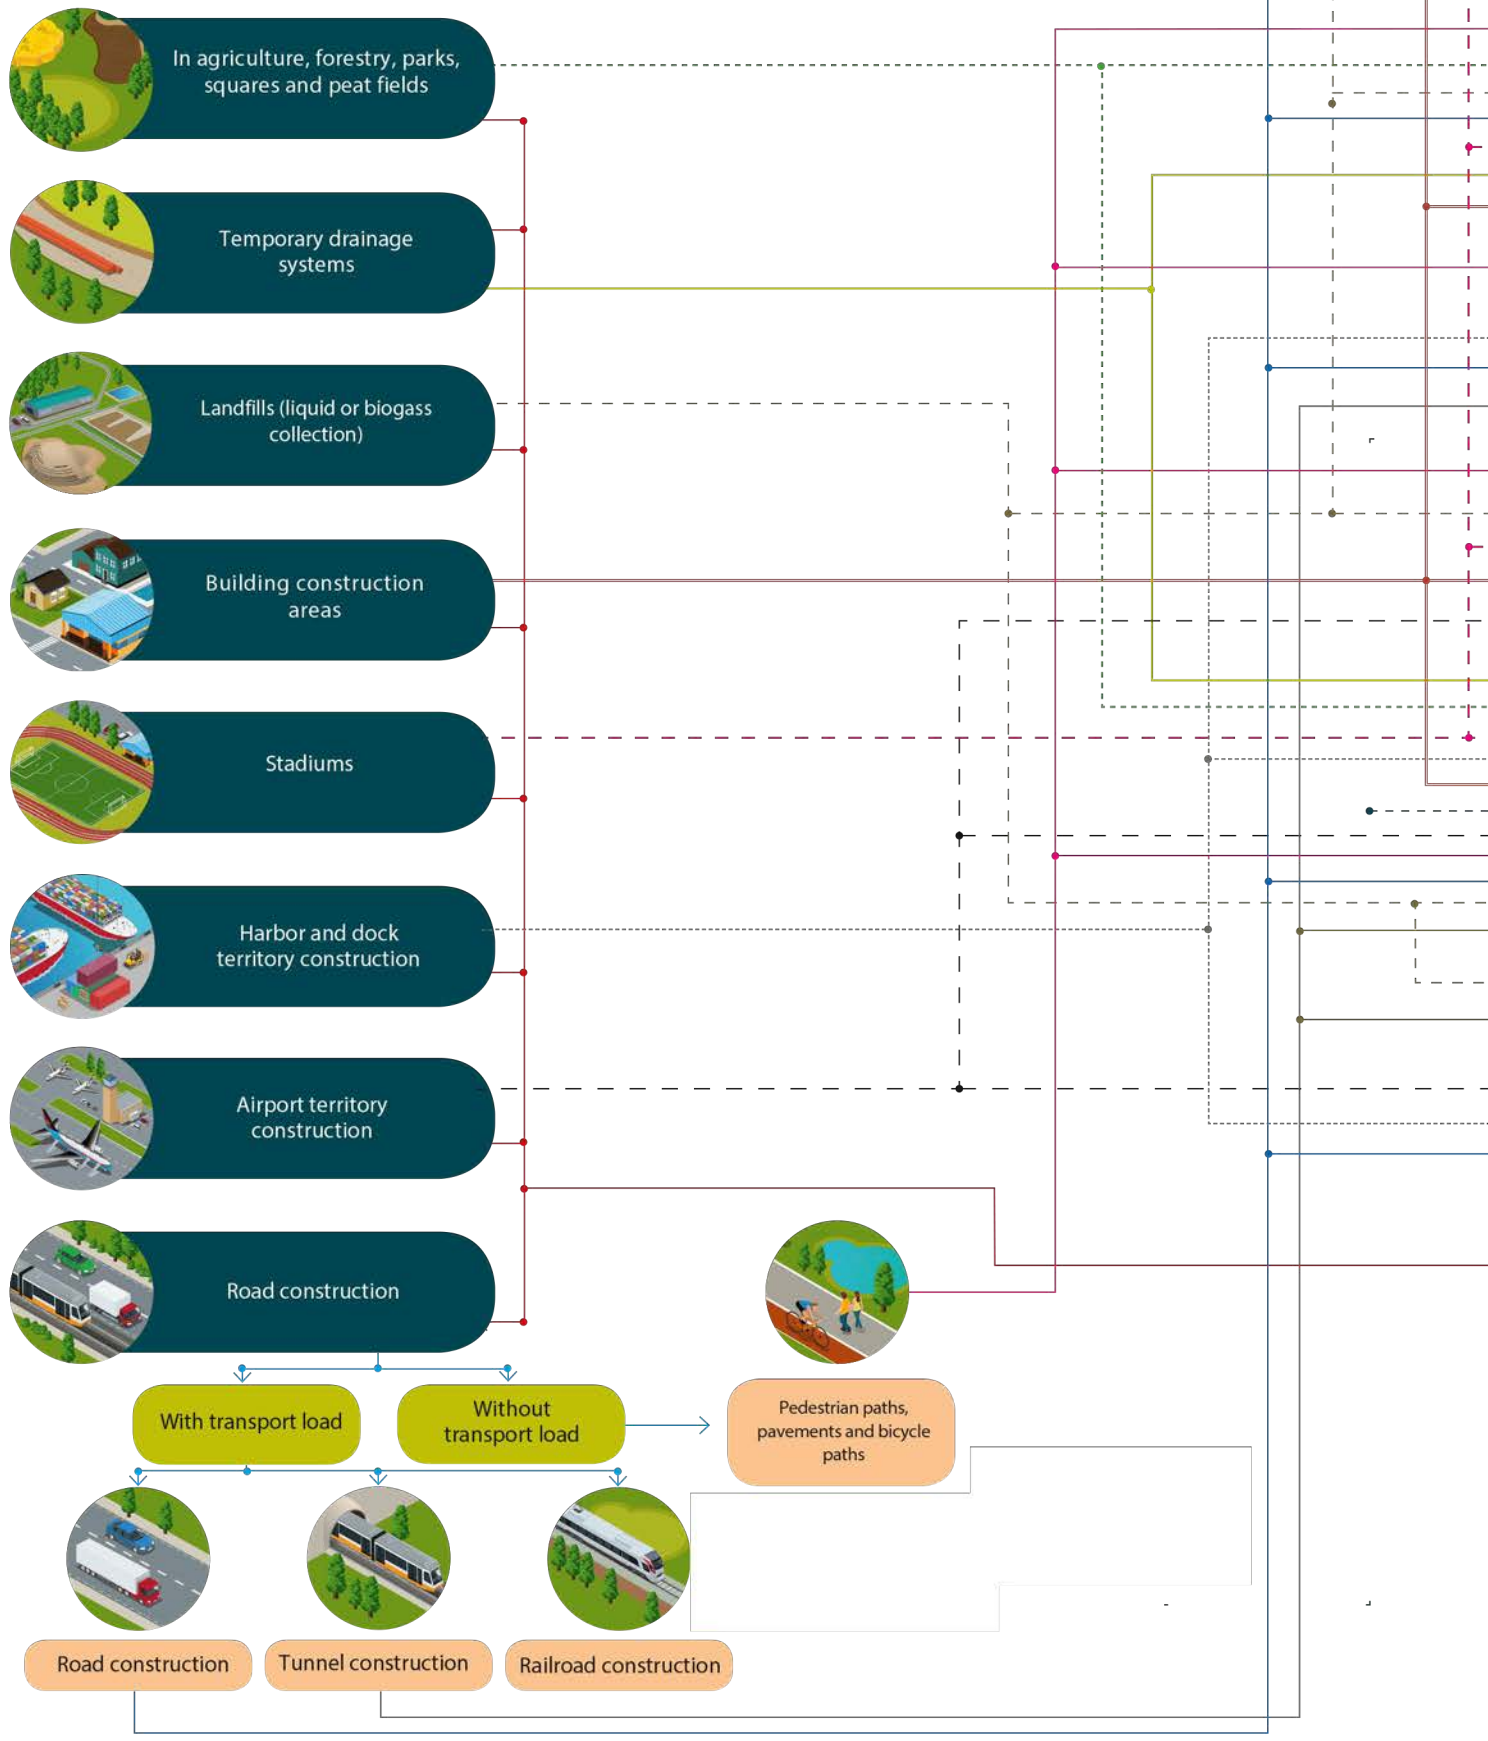 In agriculture, forestry, parks,
squares and peat fields
Temporary drainage
systems
Landfills (liquid or biogass
collection)
Building construction
areas
Stadiums
Harbor and dock
territory construction
Airport territory
construction
Road construction
With transport load
Without
transport load
Pedestrian paths,
pavements and bicycle
paths
Road construction
Tunnel construction
Railroad construction